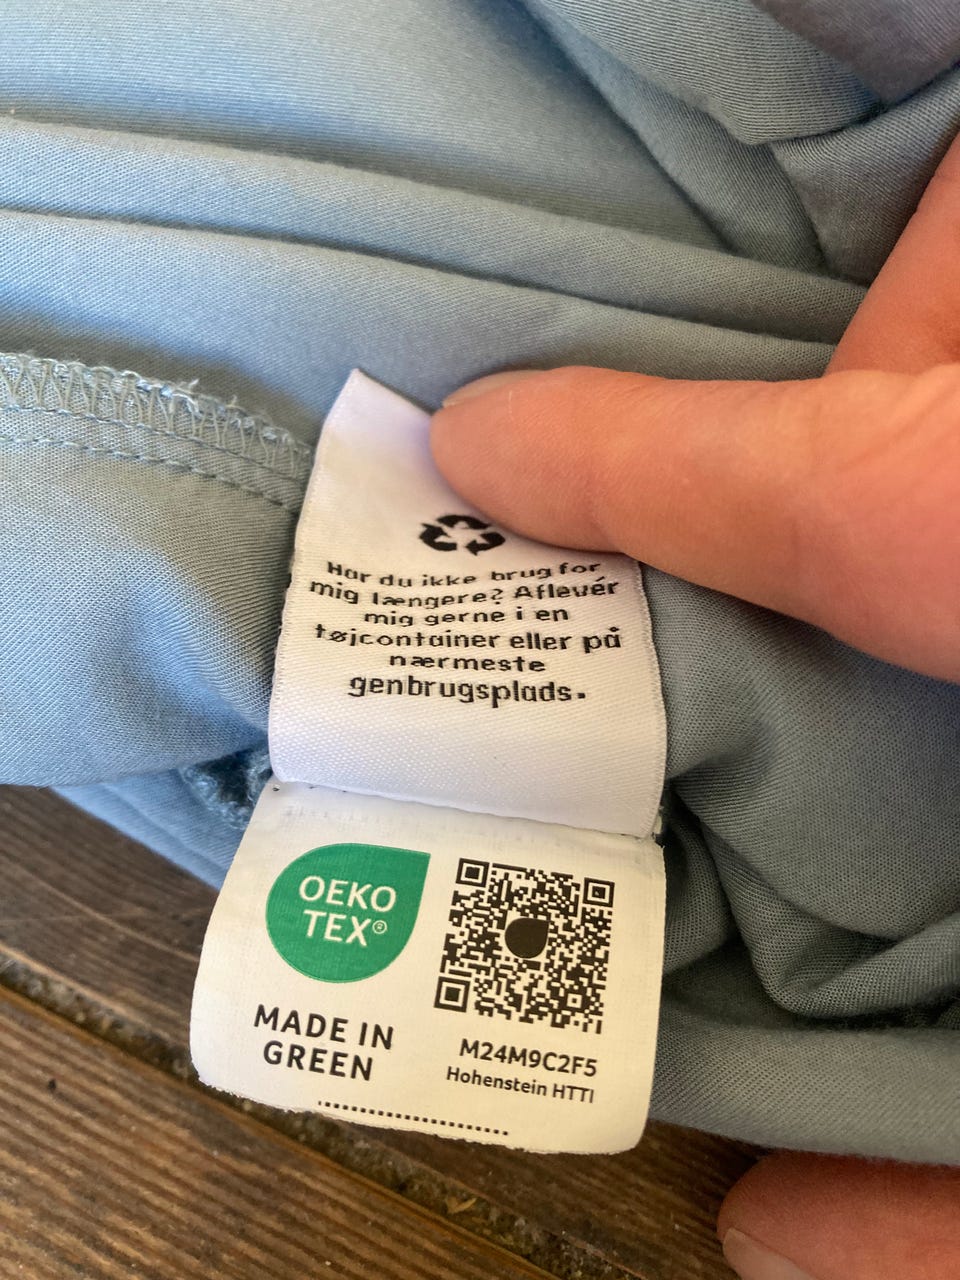 Har du ikke brug for
mig længere? Aflevér
mig gerne i en
tøjcontainer eller på
nærmeste
genbrugsplads.
OEKO
TEX®
MADE IN
GREEN
M24M9C2F5
Hohenstein HTTI